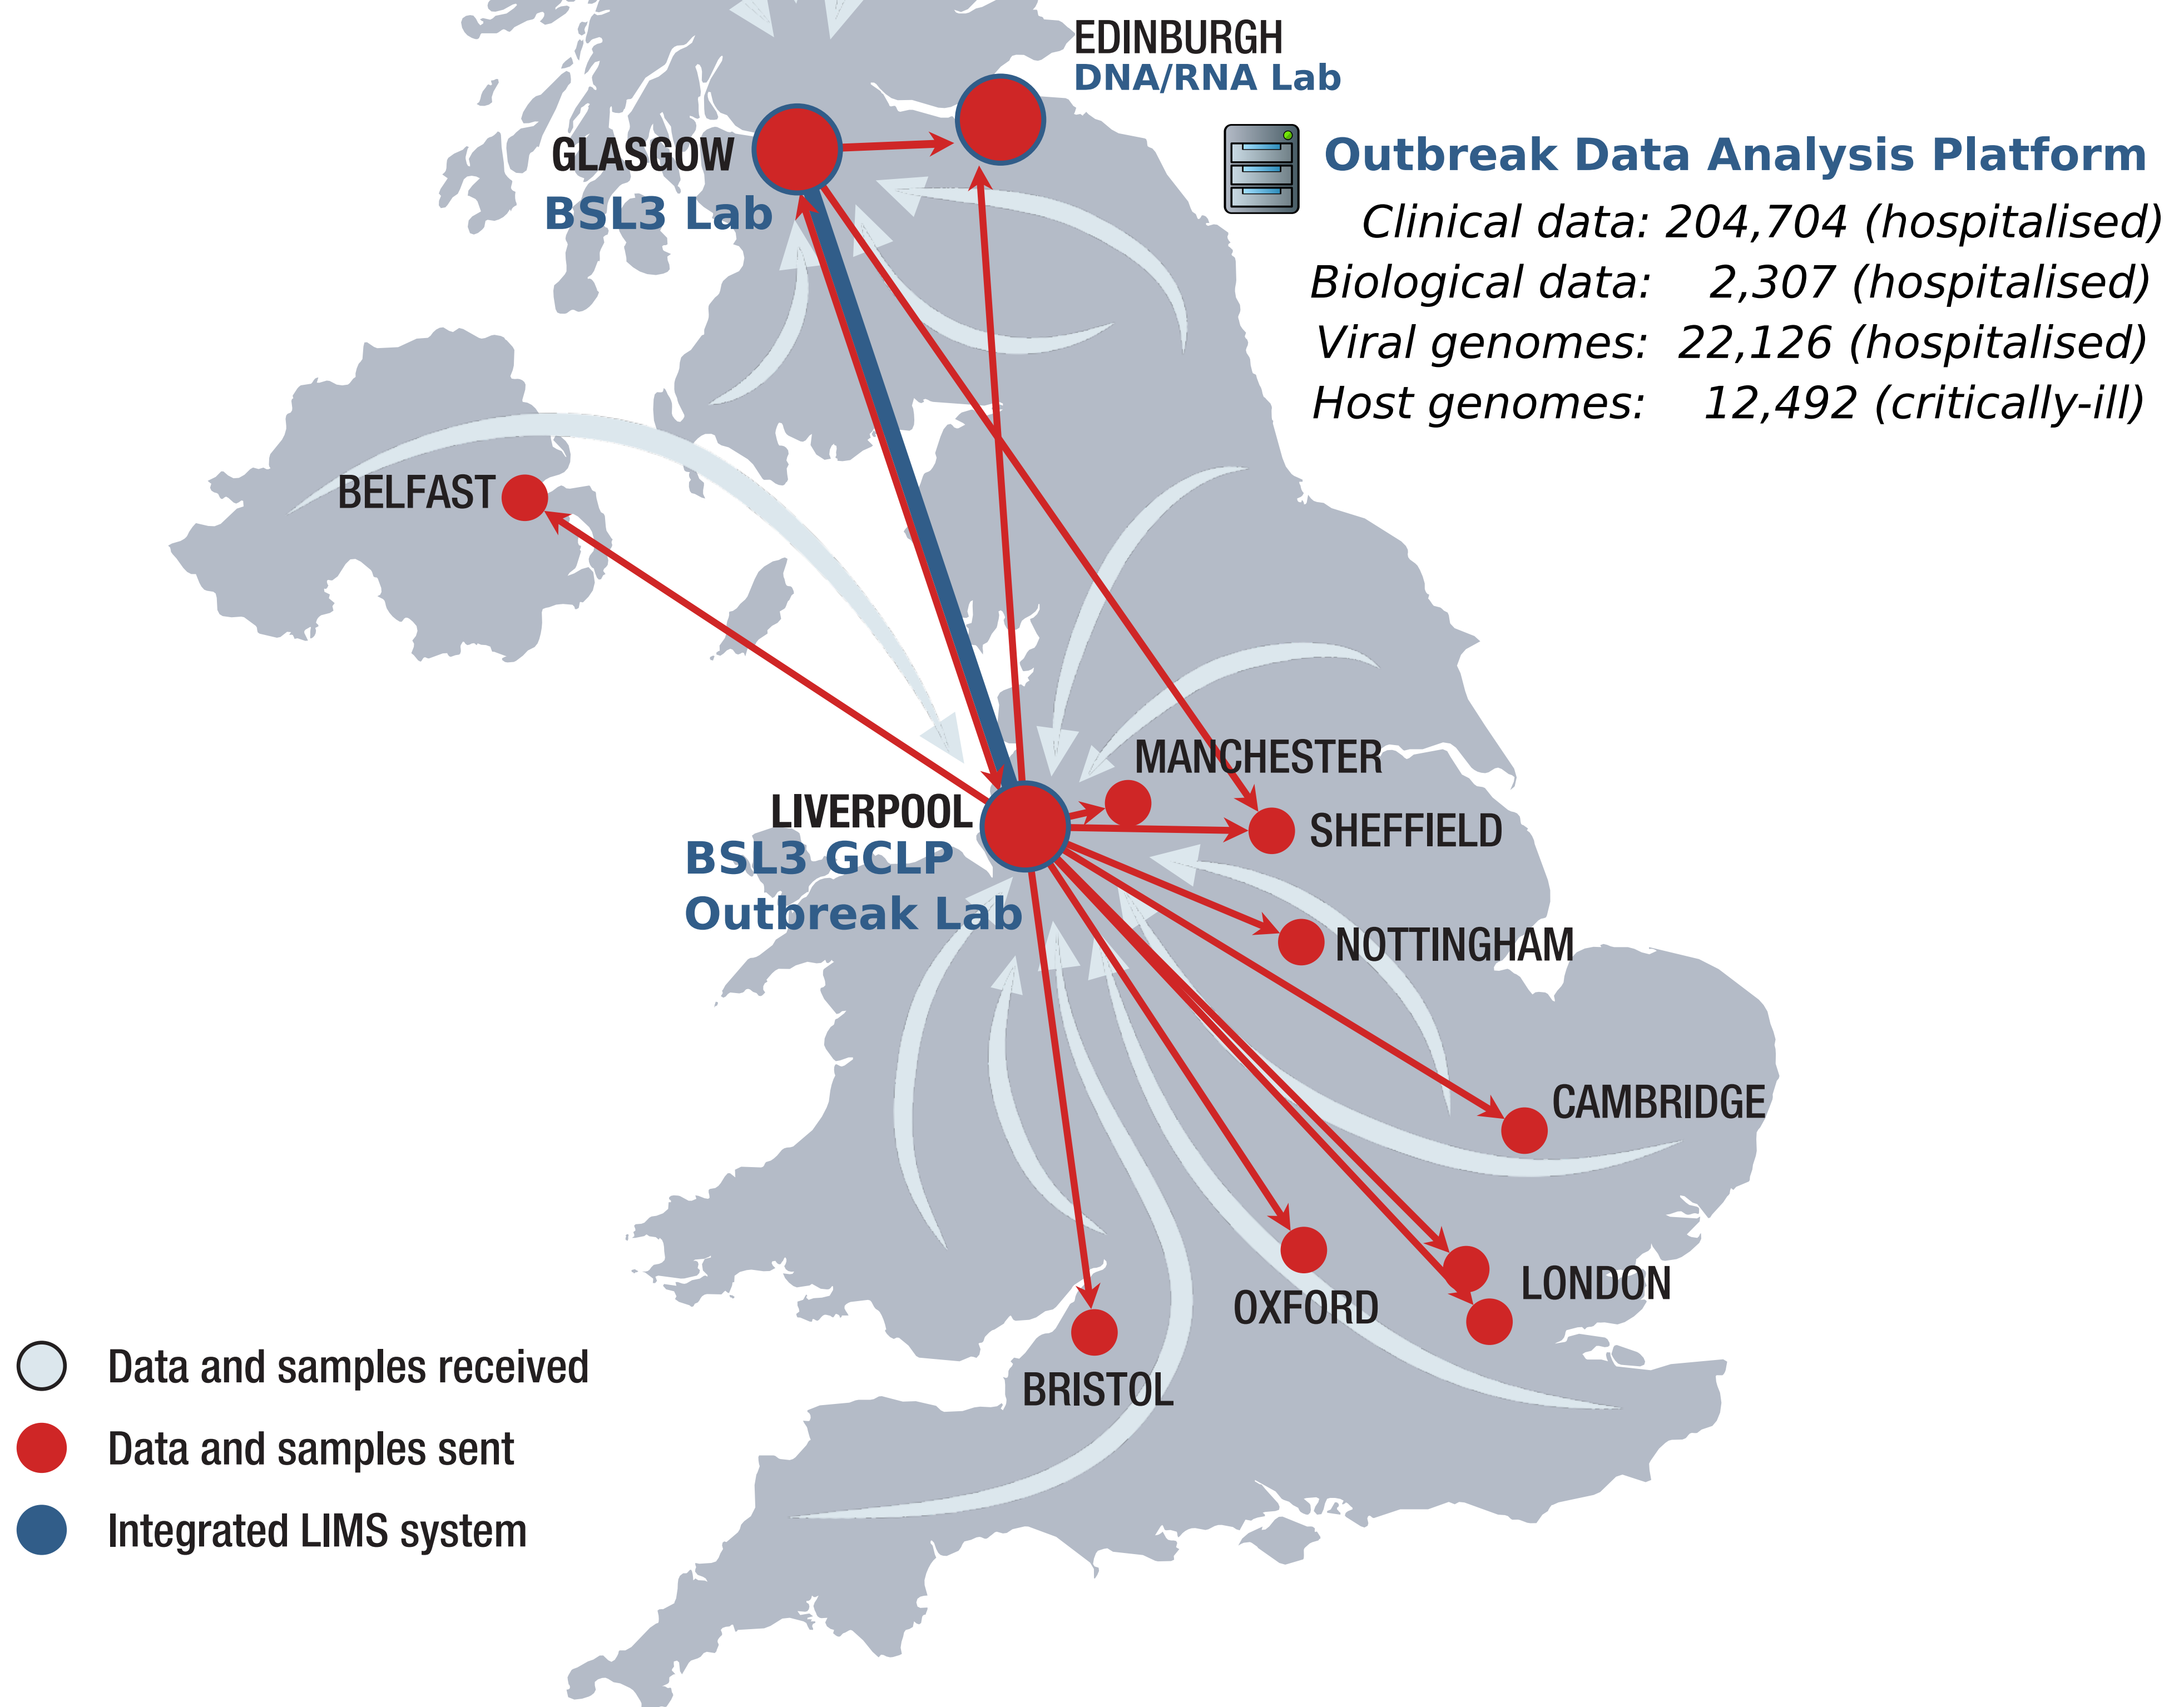 EDINBURGH
DNA/RNA Lab
GLASGOW
BSL3 Lab
Outbreak Data Analysis Platform
Clinical data: 204,704 (hospitalised)
Biological data: 2,307 (hospitalised)
Viral genomes: 22,126 (hospitalised)
Host genomes: 12,492 (critically-ill)
BELFAST
MANCHESTER
LIVERPOOL
BSL3 GCLP
Outbreak Lab
SHEFFIELD
NOTTINGHAM
CAMBRIDGE
LONDON
OXFORD
BRISTOL
Data and samples received
Data and samples sent
Integrated LIMS system